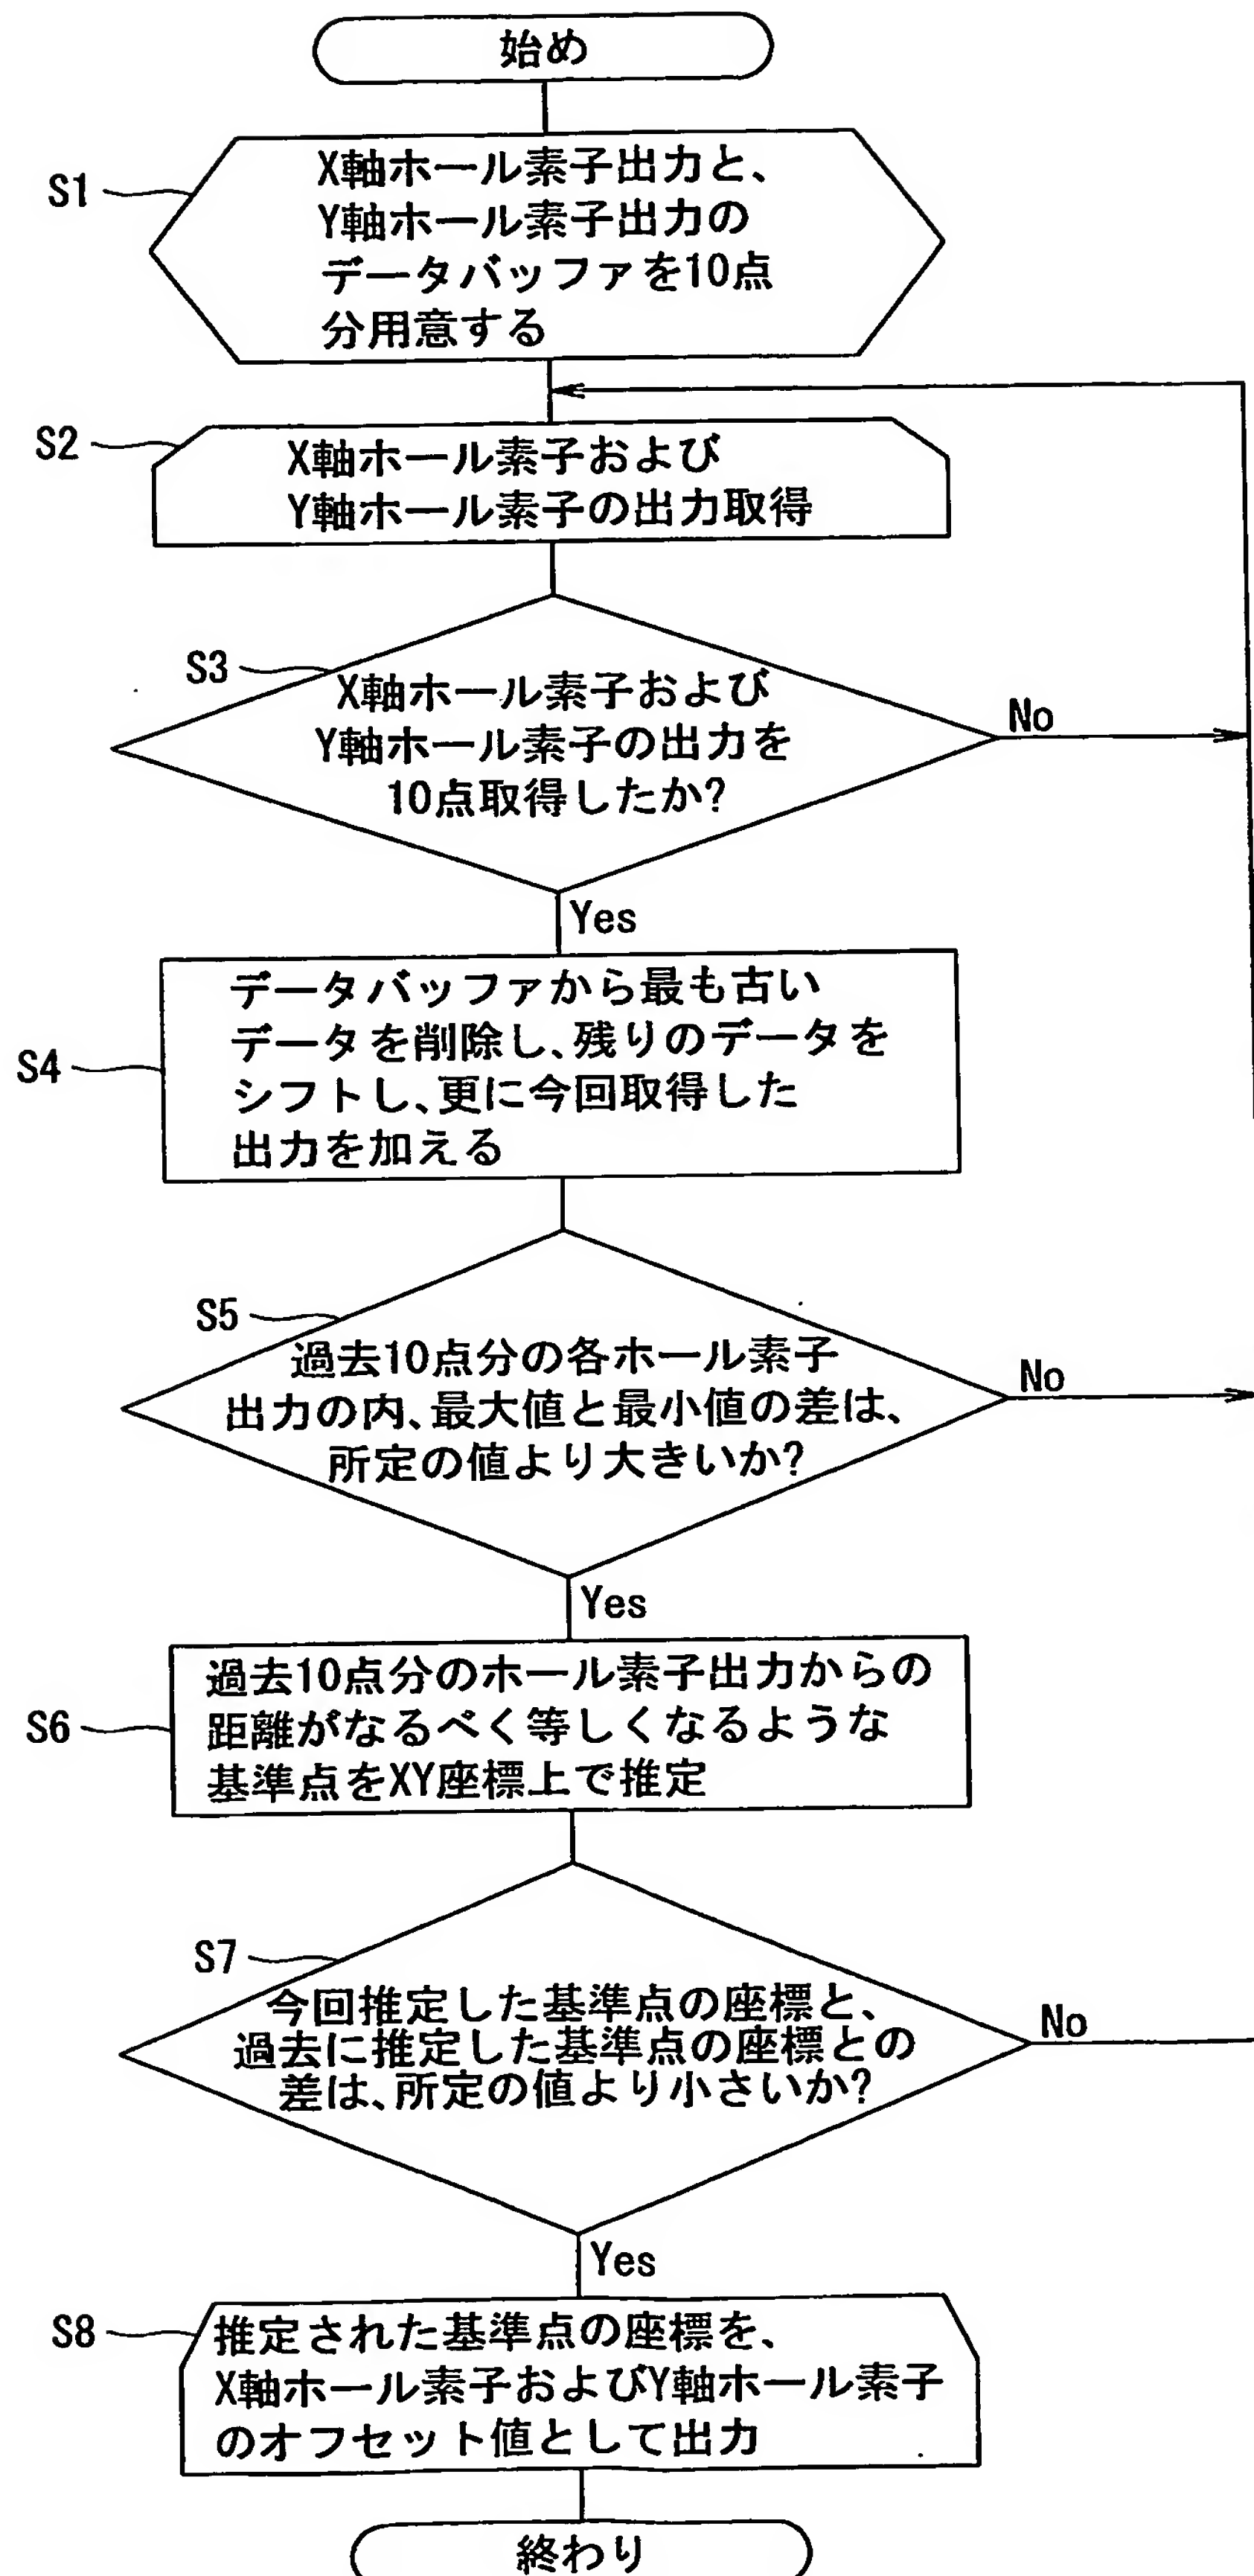 始め
S1
X軸ホール素子出力と、
Y軸ホール素子出力の
データバッファを10点
分用意する
S2
X軸ホール素子および
Y軸ホール素子の出力取得
S3
X軸ホール素子および
Y軸ホール素子の出力を
10点取得したか?
No
Yes
S4
データバッファから最も古い
データを削除し、残りのデータを
シフトし、更に今回取得した
出力を加える
S5
過去10点分の各ホール素子
出力の内、最大値と最小値の差は、
所定の値より大きいか?
No
Yes
S6
過去10点分のホール素子出力からの
距離がなるべく等しくなるような
基準点をXY座標上で推定
S7
今回推定した基準点の座標と、
過去に推定した基準点の座標との
差は、所定の値より小さいか?
No
Yes
S8
推定された基準点の座標を、
X軸ホール素子およびY軸ホール素子
のオフセット値として出力
終わり